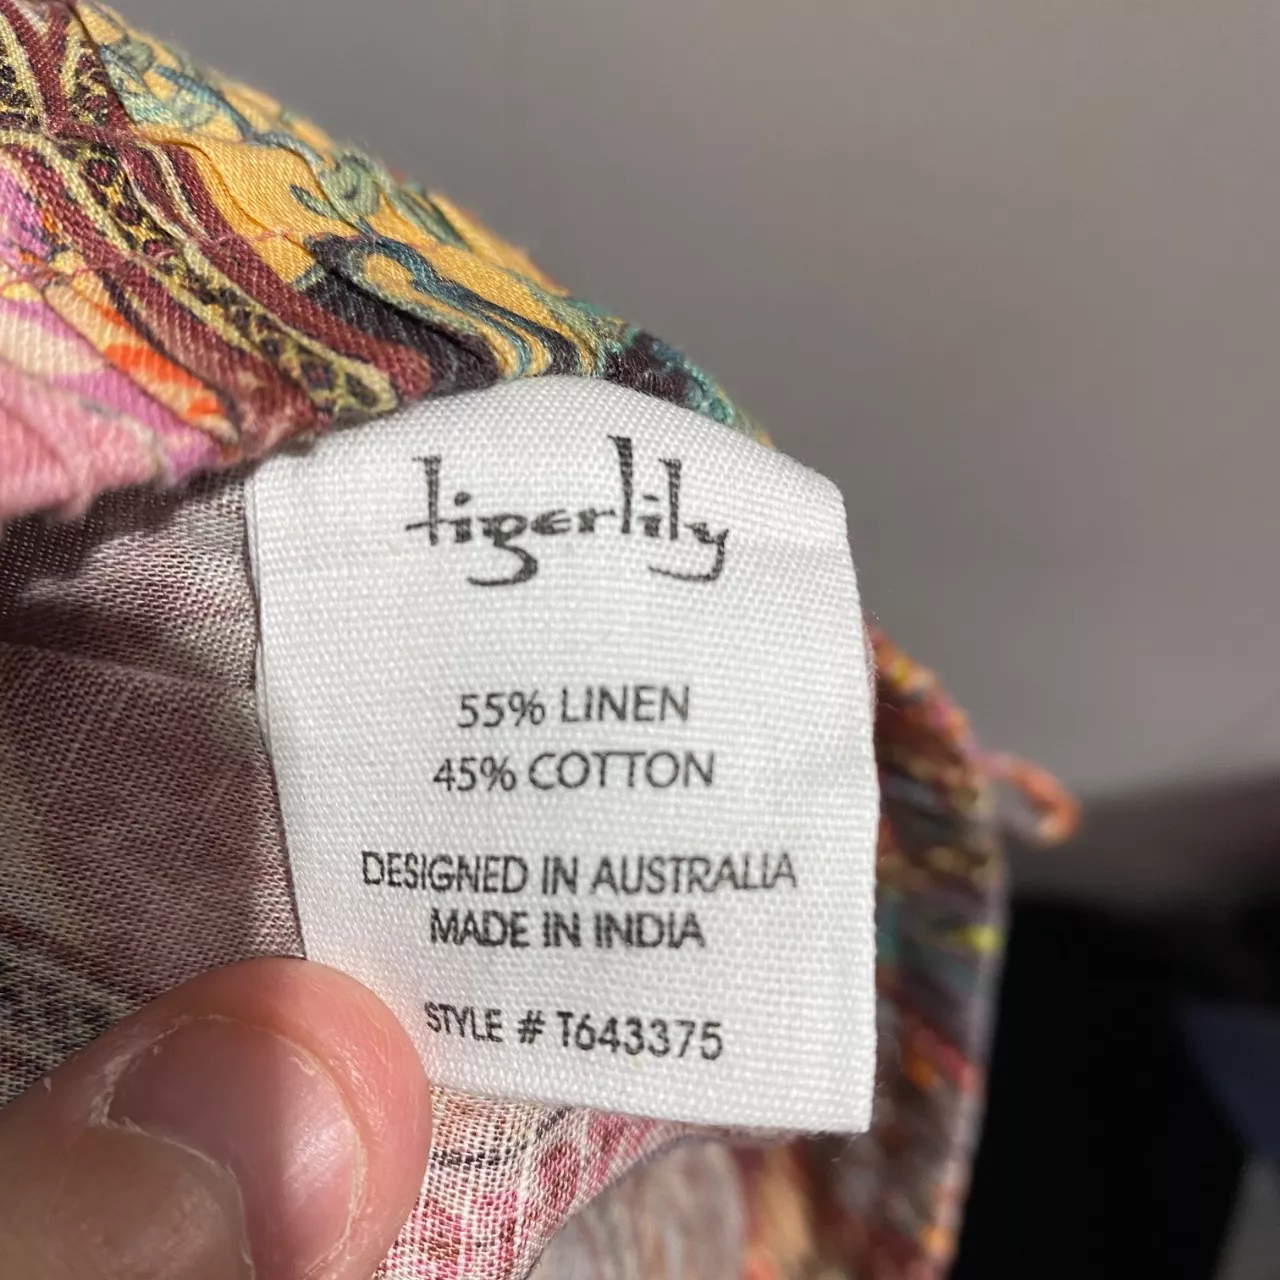 tigerlily
55% LINEN
45% COTTON
DESIGNED IN AUSTRALIA
MADE IN INDIA
STYLE # T643375